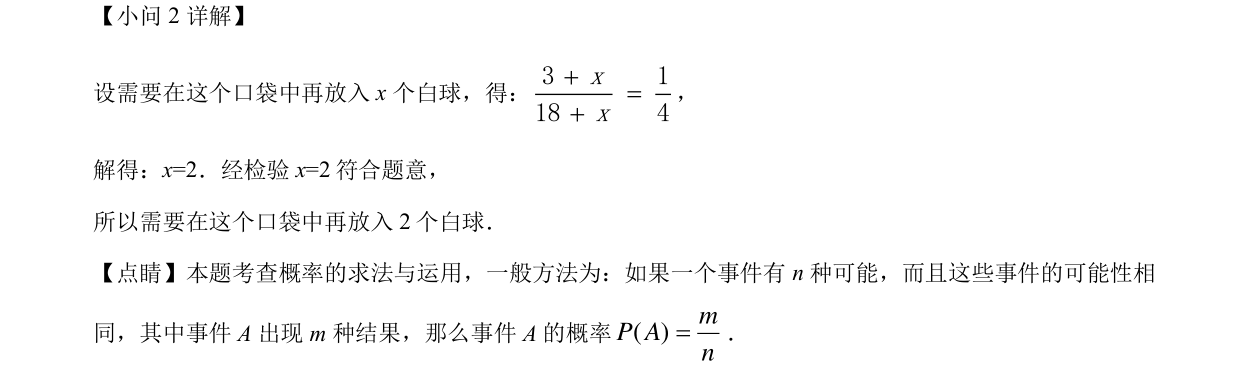 【小问 2 详解】
设需要在这个口袋中再放入 x 个白球，得：$\frac{3+x}{18+x}=\frac{1}{4}$，
解得：x=2．经检验 x=2 符合题意，
所以需要在这个口袋中再放入 2 个白球．
【点睛】本题考查概率的求法与运用，一般方法为：如果一个事件有 n 种可能，而且这些事件的可能性相
同，其中事件 A 出现 m 种结果，那么事件 A 的概率 $P(A)=\frac{m}{n}$．